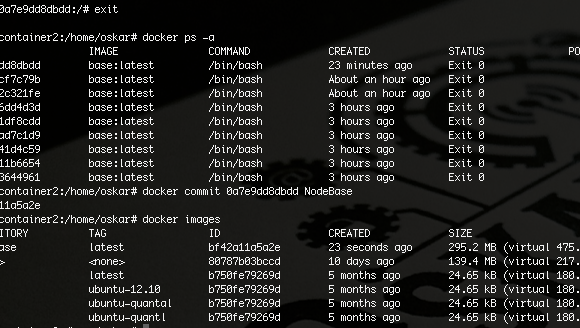 0a7e9dd8dbdd:/# exit
container2:/home/oskar# docker ps -a
IMAGE COMMAND CREATED STATUS PO
dd8dbdd base:latest /bin/bash 23 minutes ago Exit 0
cf7c79b base:latest /bin/bash About an hour ago Exit 0
2c321fe base:latest /bin/bash About an hour ago Exit 0
6dd4d3d base:latest /bin/bash 3 hours ago Exit 0
1df8cdd base:latest /bin/bash 3 hours ago Exit 0
ad7c1d9 base:latest /bin/bash 3 hours ago Exit 0
41d4c59 base:latest /bin/bash 3 hours ago Exit 0
11b6654 base:latest /bin/bash 3 hours ago Exit 0
3644961 base:latest /bin/bash 3 hours ago Exit 0
container2:/home/oskar# docker commit 0a7e9dd8dbdd NodeBase
11a5a2e
container2:/home/oskar# docker images
ITORY TAG ID CREATED SIZE
ase latest bf42a11a5a2e 23 seconds ago 295.2 MB (virtual 475.
> <none> 80787b03bccd 10 days ago 139.4 MB (virtual 217.
latest b750fe79269d 5 months ago 24.65 kB (virtual 180.
ubuntu-12.10 b750fe79269d 5 months ago 24.65 kB (virtual 180.
ubuntu-quantal b750fe79269d 5 months ago 24.65 kB (virtual 180.
ubuntu-quantl b750fe79269d 5 months ago 24.65 kB (virtual 180.